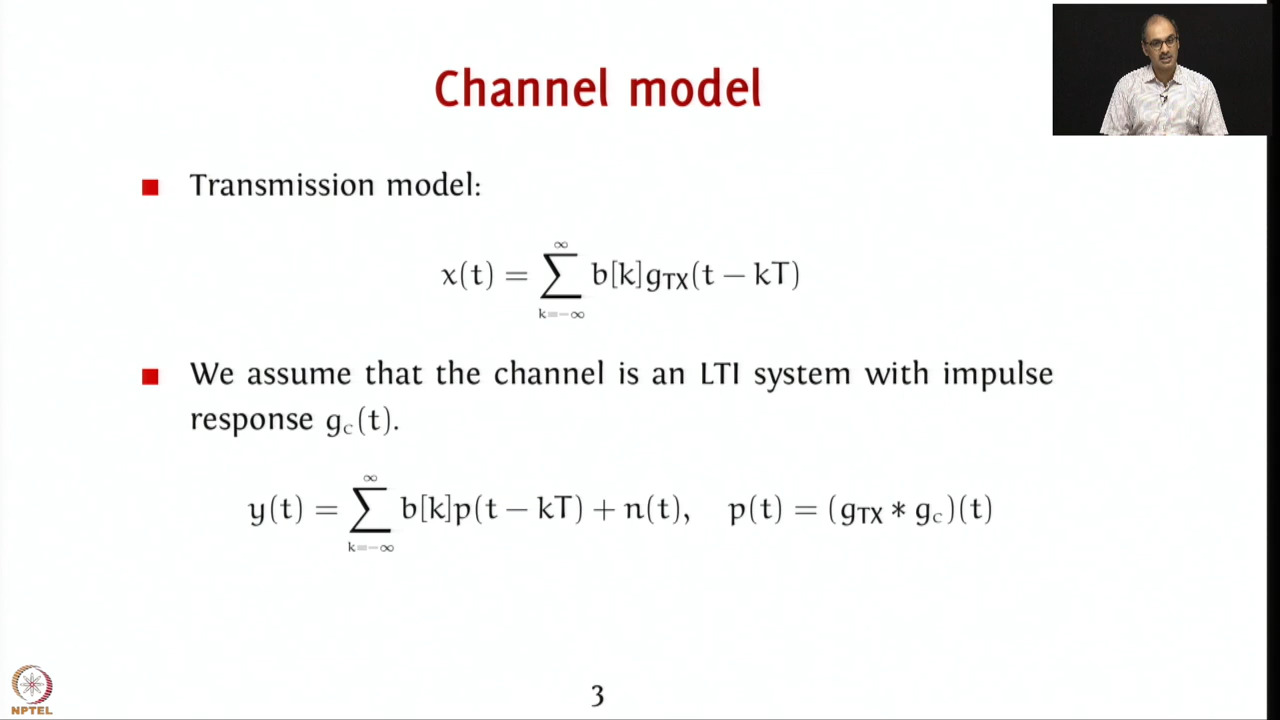 Channel model
Transmission model:
x(t) = ∑_{k=−∞}^{∞} b[k]g_{TX}(t − kT)
We assume that the channel is an LTI system with impulse
response g_c(t).
y(t) = ∑_{k=−∞}^{∞} b[k]p(t − kT) + n(t), p(t) = (g_{TX} ∗ g_c)(t)
NPTEL
3